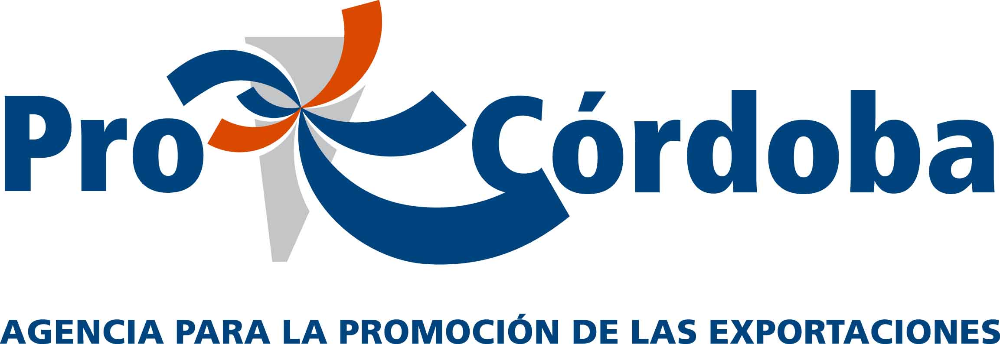 Pro Córdoba
AGENCIA PARA LA PROMOCIÓN DE LAS EXPORTACIONES